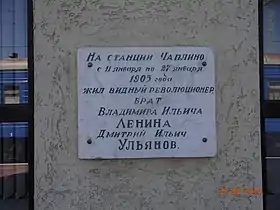 На станции Чаплино
с 11 января по 27 января
1905 года
жил видный революционер,
брат
Владимира Ильича
Ленина
Дмитрий Ильич
Ульянов.